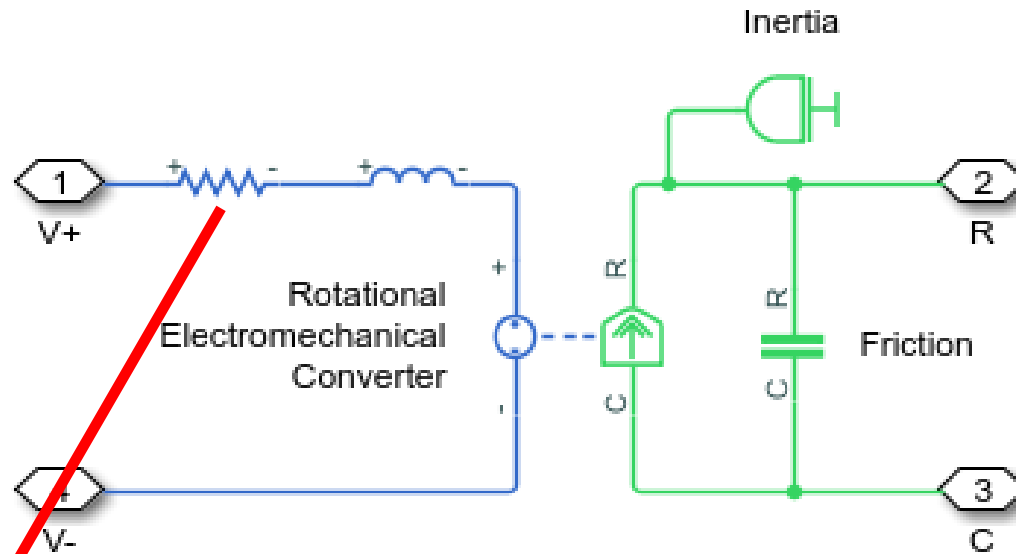 Inertia
+ - + -
1
V+
2
R
+
R
Rotational
Electromechanical
Converter
R
Friction
-
C
C
V-
3
C